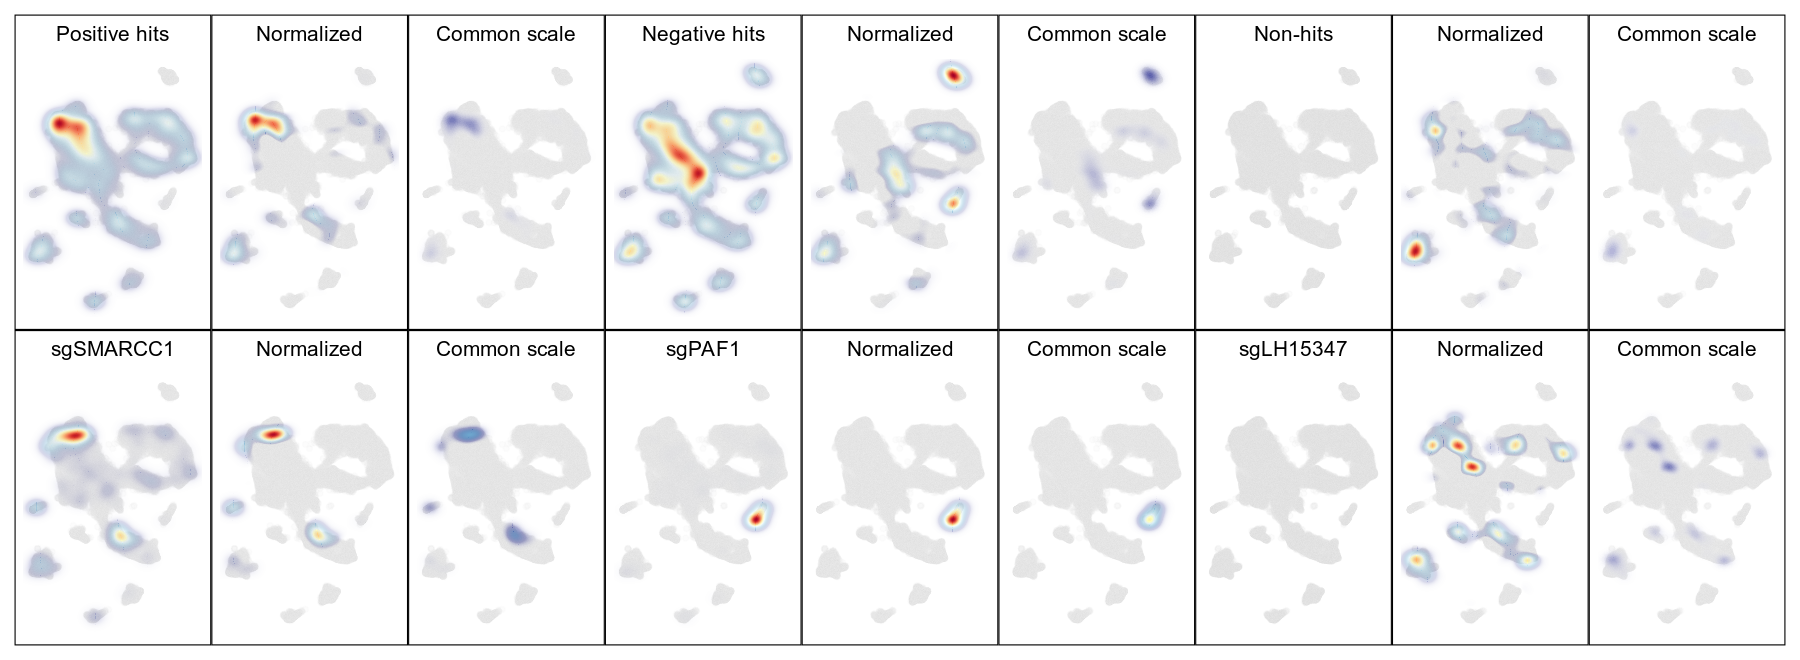 Positive hits Normalized Common scale Negative hits Normalized Common scale Non-hits Normalized Common scale
sgSMARCC1 Normalized Common scale sgPAF1 Normalized Common scale sgLH15347 Normalized Common scale